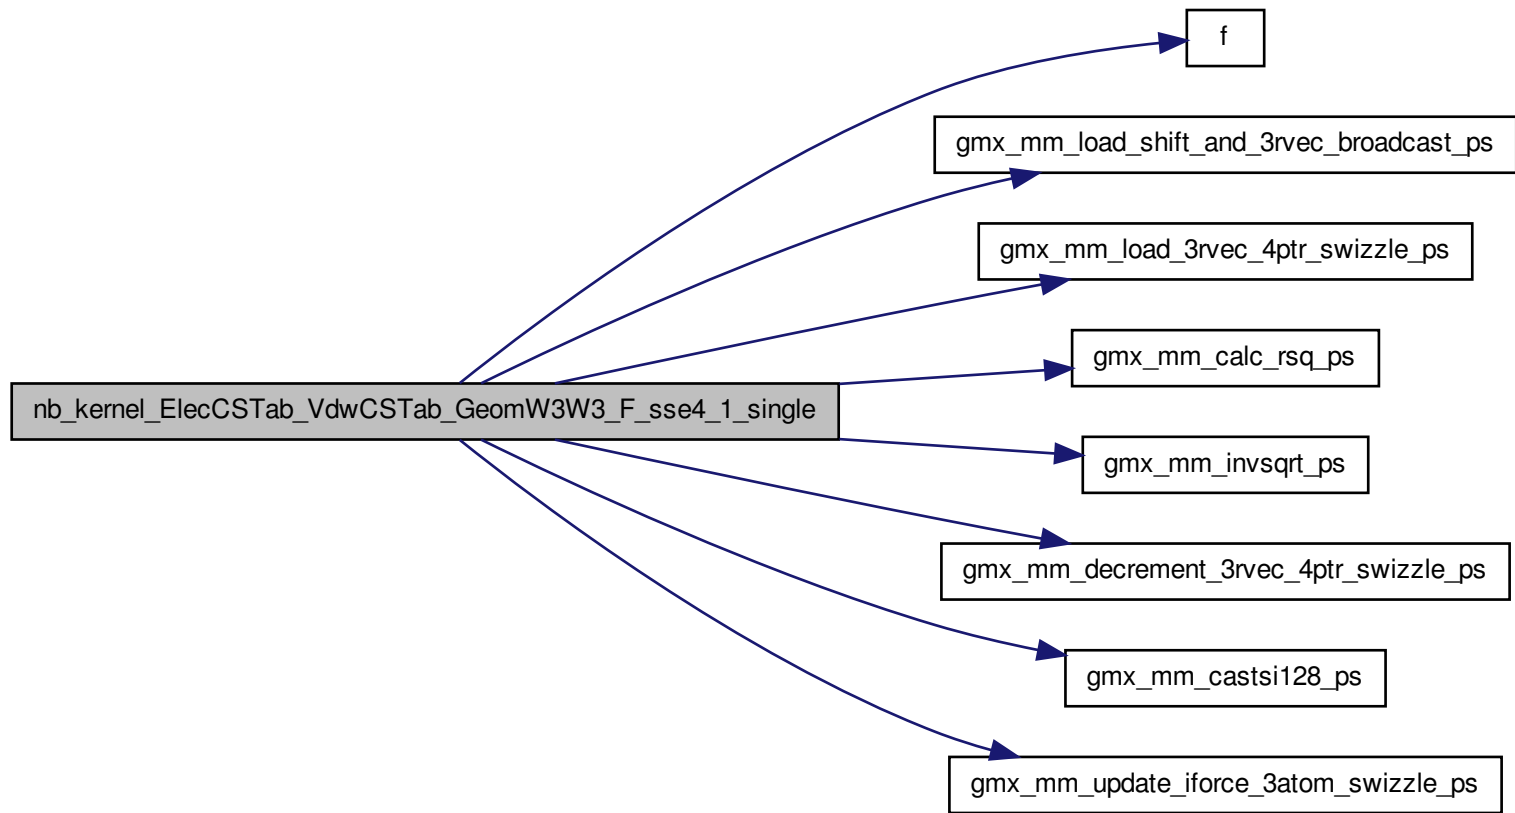 f
gmx_mm_load_shift_and_3rvec_broadcast_ps
gmx_mm_load_3rvec_4ptr_swizzle_ps
gmx_mm_calc_rsq_ps
nb_kernel_ElecCSTab_VdwCSTab_GeomW3W3_F_sse4_1_single
gmx_mm_invsqrt_ps
gmx_mm_decrement_3rvec_4ptr_swizzle_ps
gmx_mm_castsi128_ps
gmx_mm_update_iforce_3atom_swizzle_ps